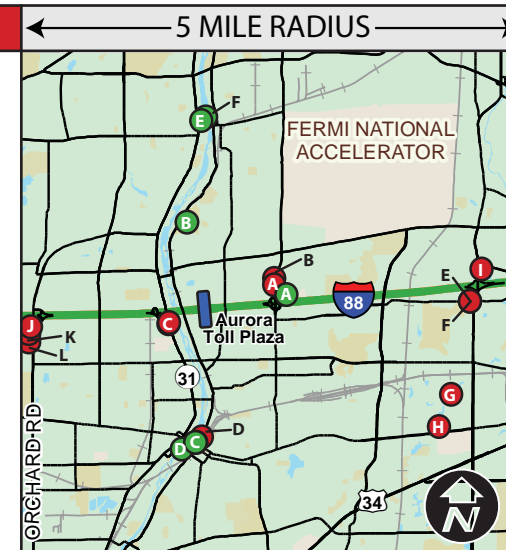 5 MILE RADIUS
F
E
FERMI NATIONAL
ACCELERATOR
B
B
I
A
A
E
88
J
C
Aurora
Toll Plaza
F
K
L
31
G
ORCHARD RD
D
H
D
C
34
N